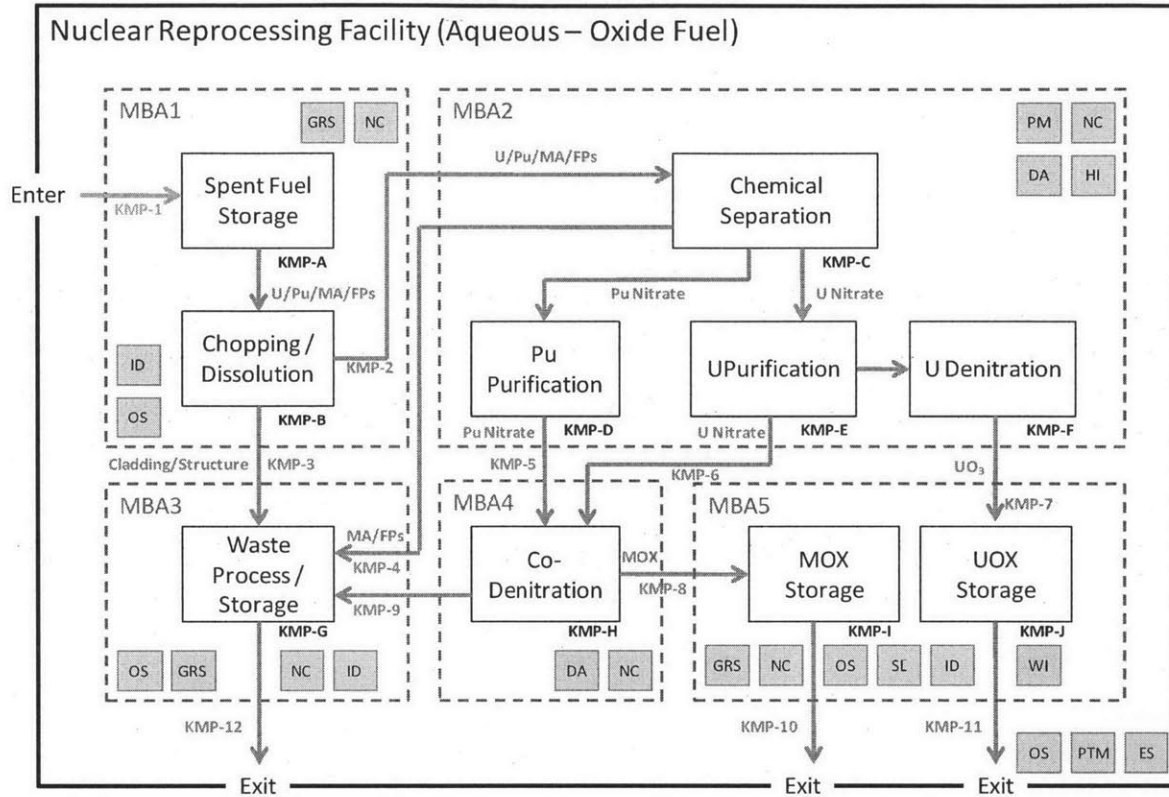 Nuclear Reprocessing Facility (Aqueous – Oxide Fuel)
MBA1
GRS NC
Enter
KMP-1
Spent Fuel
Storage
KMP-A
U/Pu/MA/FPs
Chopping /
Dissolution
KMP-B
ID
OS
KMP-2
Cladding/Structure
KMP-3
MBA2
PM NC
DA HI
U/Pu/MA/FPs
Chemical
Separation
KMP-C
Pu Nitrate
U Nitrate
Pu
Purification
KMP-D
UPurification
KMP-E
U Denitration
KMP-F
Pu Nitrate
KMP-5
U Nitrate
KMP-6
UO₃
KMP-7
MBA3
Waste
Process /
Storage
KMP-G
MA/FPs
KMP-4
KMP-9
OS GRS NC ID
KMP-12
Exit
MBA4
Co-
Denitration
KMP-H
DA NC
MOX
KMP-8
MBA5
MOX
Storage
KMP-I
UOX
Storage
KMP-J
GRS NC OS SL ID WI
KMP-10
Exit
KMP-11
Exit
OS PTM ES